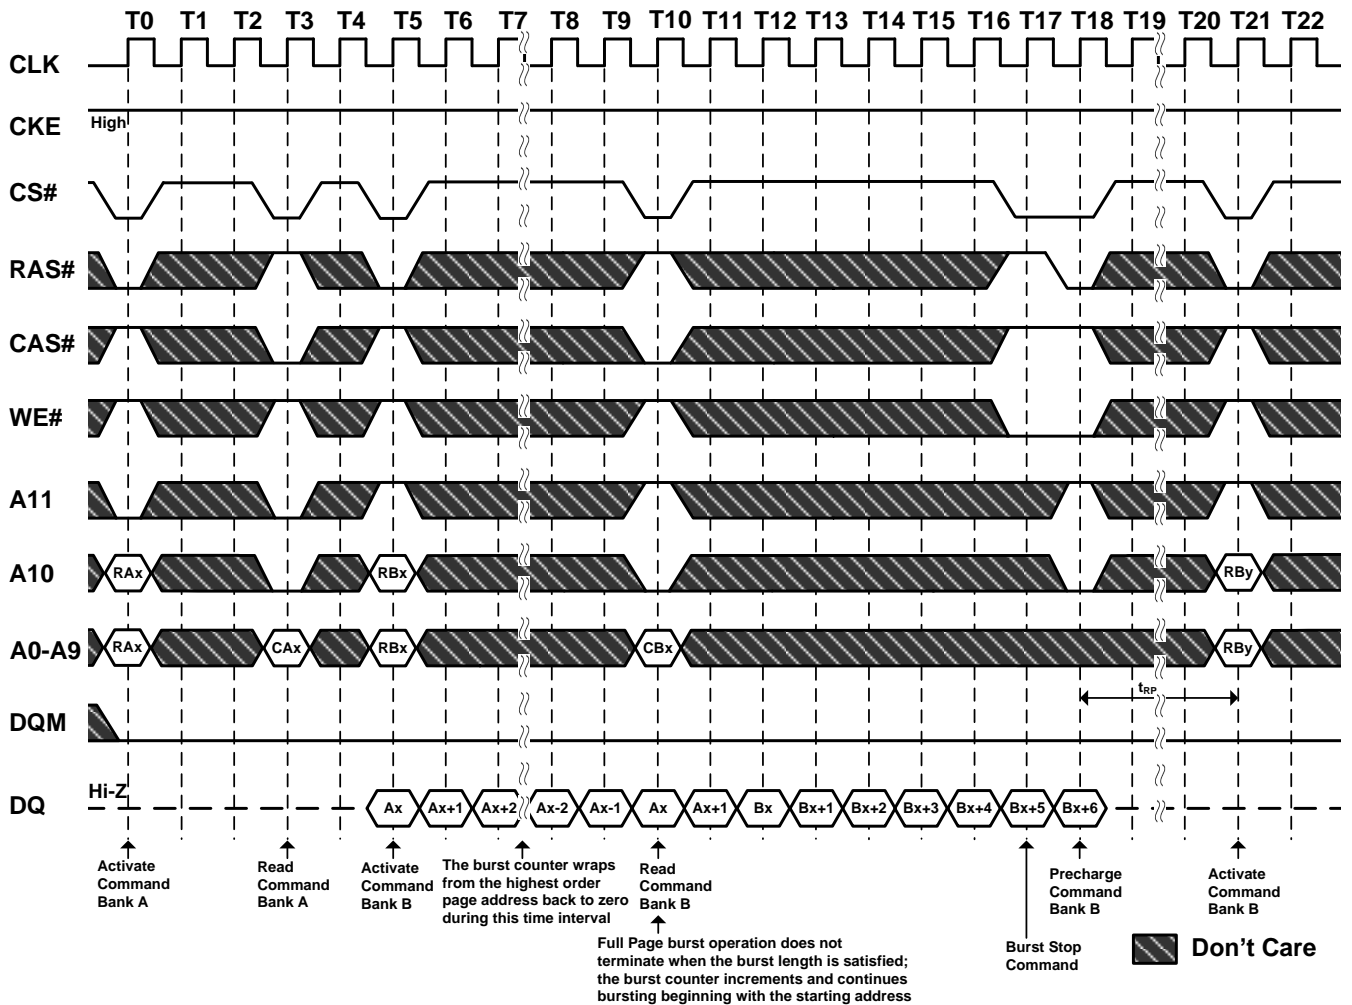 T0 T1 T2 T3 T4 T5 T6 T7 T8 T9 T10 T11 T12 T13 T14 T15 T16 T17 T18 T19 T20 T21 T22
CLK
CKE High
CS#
RAS#
CAS#
WE#
A11
A10 RAx RBx RBy
A0-A9 RAx CAx RBx CBx RBy
tRP
DQM
DQ Hi-Z Ax Ax+1 Ax+2 Ax-2 Ax-1 Ax Ax+1 Bx Bx+1 Bx+2 Bx+3 Bx+4 Bx+5 Bx+6
Activate
Command
Bank A
Read
Command
Bank A
Activate
Command
Bank B
The burst counter wraps
from the highest order
page address back to zero
during this time interval
Read
Command
Bank B
Full Page burst operation does not
terminate when the burst length is satisfied;
the burst counter increments and continues
bursting beginning with the starting address
Burst Stop
Command
Precharge
Command
Bank B
Activate
Command
Bank B
Don't Care